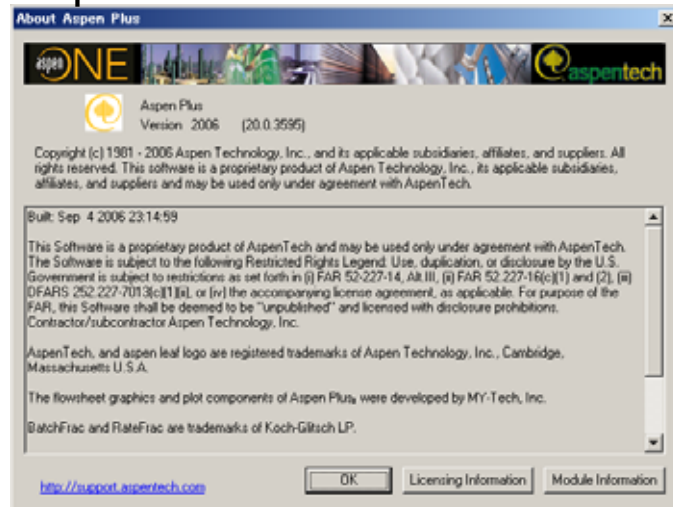 About Aspen Plus
aspen ONE
aspentech
Aspen Plus
Version 2006 (20.0.3595)
Copyright (c) 1981 - 2006 Aspen Technology, Inc., and its applicable subsidiaries, affiliates, and suppliers. All
rights reserved. This software is a proprietary product of Aspen Technology, Inc., its applicable subsidiaries,
affiliates, and suppliers and may be used only under agreement with AspenTech.
Built: Sep 4 2006 23:14:59
This Software is a proprietary product of AspenTech and may be used only under agreement with AspenTech.
The Software is subject to the following Restricted Rights Legend: Use, duplication, or disclosure by the U.S.
Government is subject to restrictions as set forth in (i) FAR 52-227-14, Alt.III, (ii) FAR 52.227-16(c)(1) and (2), (iii)
DFARS 252.227-7013(c)(1)(ii), or (iv) the accompanying license agreement, as applicable. For purpose of the
FAR, this Software shall be deemed to be "unpublished" and licensed with disclosure prohibitions.
Contractor/subcontractor Aspen Technology, Inc.
AspenTech, and aspen leaf logo are registered trademarks of Aspen Technology, Inc., Cambridge,
Massachusetts U.S.A.
The flowsheet graphics and plot components of Aspen Plus, were developed by MY-Tech, Inc.
BatchFrac and RateFrac are trademarks of Koch-Glitsch LP.
http://support.aspentech.com
OK
Licensing Information
Module Information